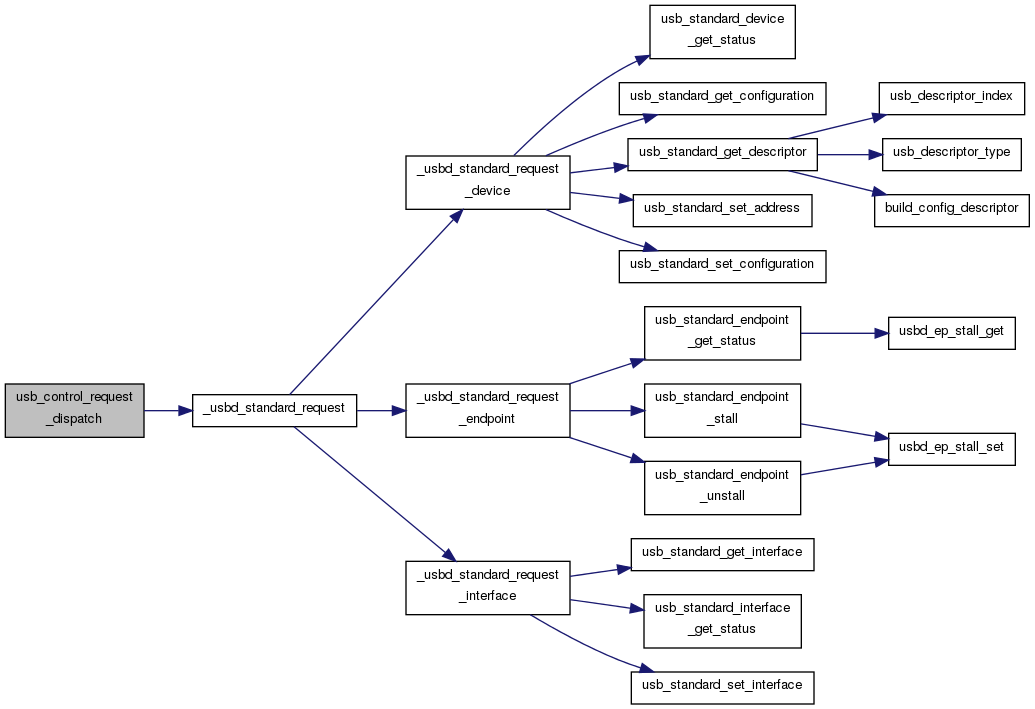 usb_control_request
_dispatch
_usbd_standard_request
_usbd_standard_request
_device
_usbd_standard_request
_endpoint
_usbd_standard_request
_interface
usb_standard_device
_get_status
usb_standard_get_configuration
usb_standard_get_descriptor
usb_standard_set_address
usb_standard_set_configuration
usb_standard_endpoint
_get_status
usb_standard_endpoint
_stall
usb_standard_endpoint
_unstall
usb_standard_get_interface
usb_standard_interface
_get_status
usb_standard_set_interface
usb_descriptor_index
usb_descriptor_type
build_config_descriptor
usbd_ep_stall_get
usbd_ep_stall_set